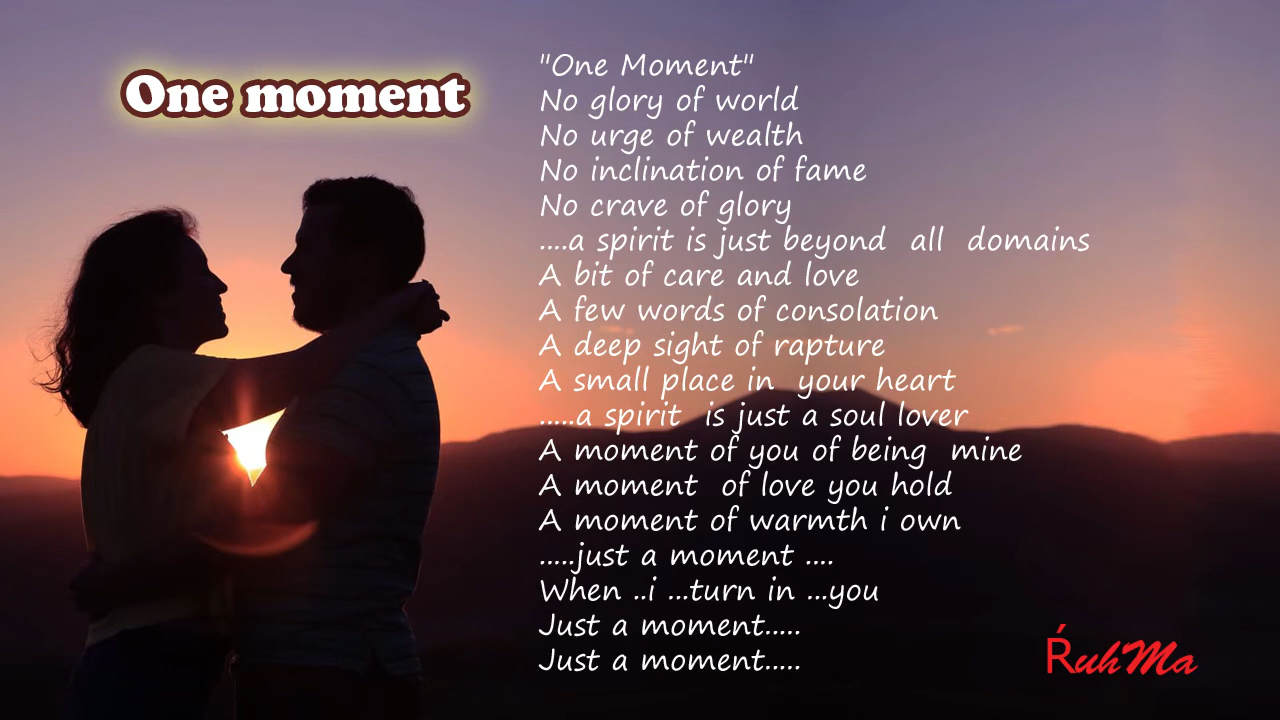 One moment
"One Moment"
No glory of world
No urge of wealth
No inclination of fame
No crave of glory
....a spirit is just beyond  all  domains
A bit of care and love
A few words of consolation
A deep sight of rapture
A small place in  your heart
.....a spirit  is just a soul lover
A moment of you of being  mine
A moment  of love you hold
A moment of warmth i own
.....just a moment ....
When ..i ...turn in ...you
Just a moment.....
Just a moment.....
ŔuhMa